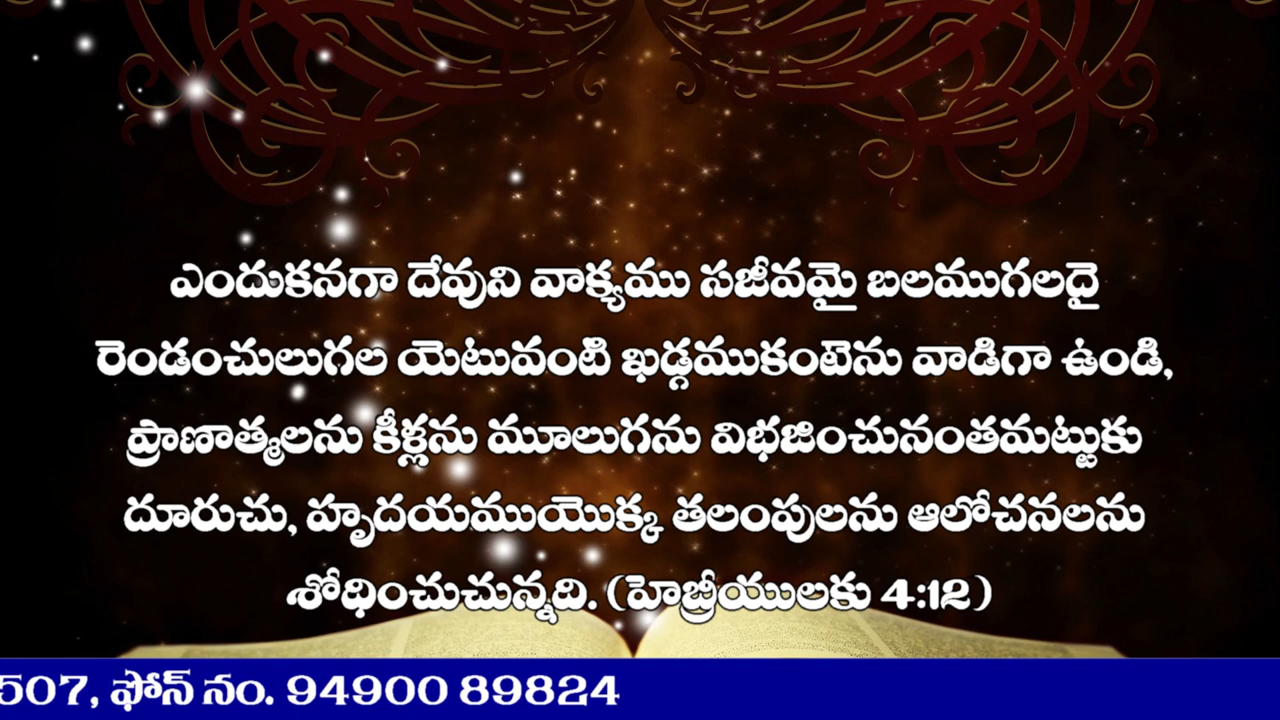 ఎందుకనగా దేవుని వాక్యము సజీవమై బలముగలదై
రెండంచులుగల యెటువంటి ఖడ్గముకంటెను వాడిగా ఉండి,
ప్రాణాత్మలను కీళ్లను మూలుగను విభజించునంతమట్టుకు
దూరుచు, హృదయముయొక్క తలంపులను ఆలోచనలను
శోధించుచున్నది. (హెబ్రీయులకు 4:12)
507, ఫోన్ నం. 94900 89824